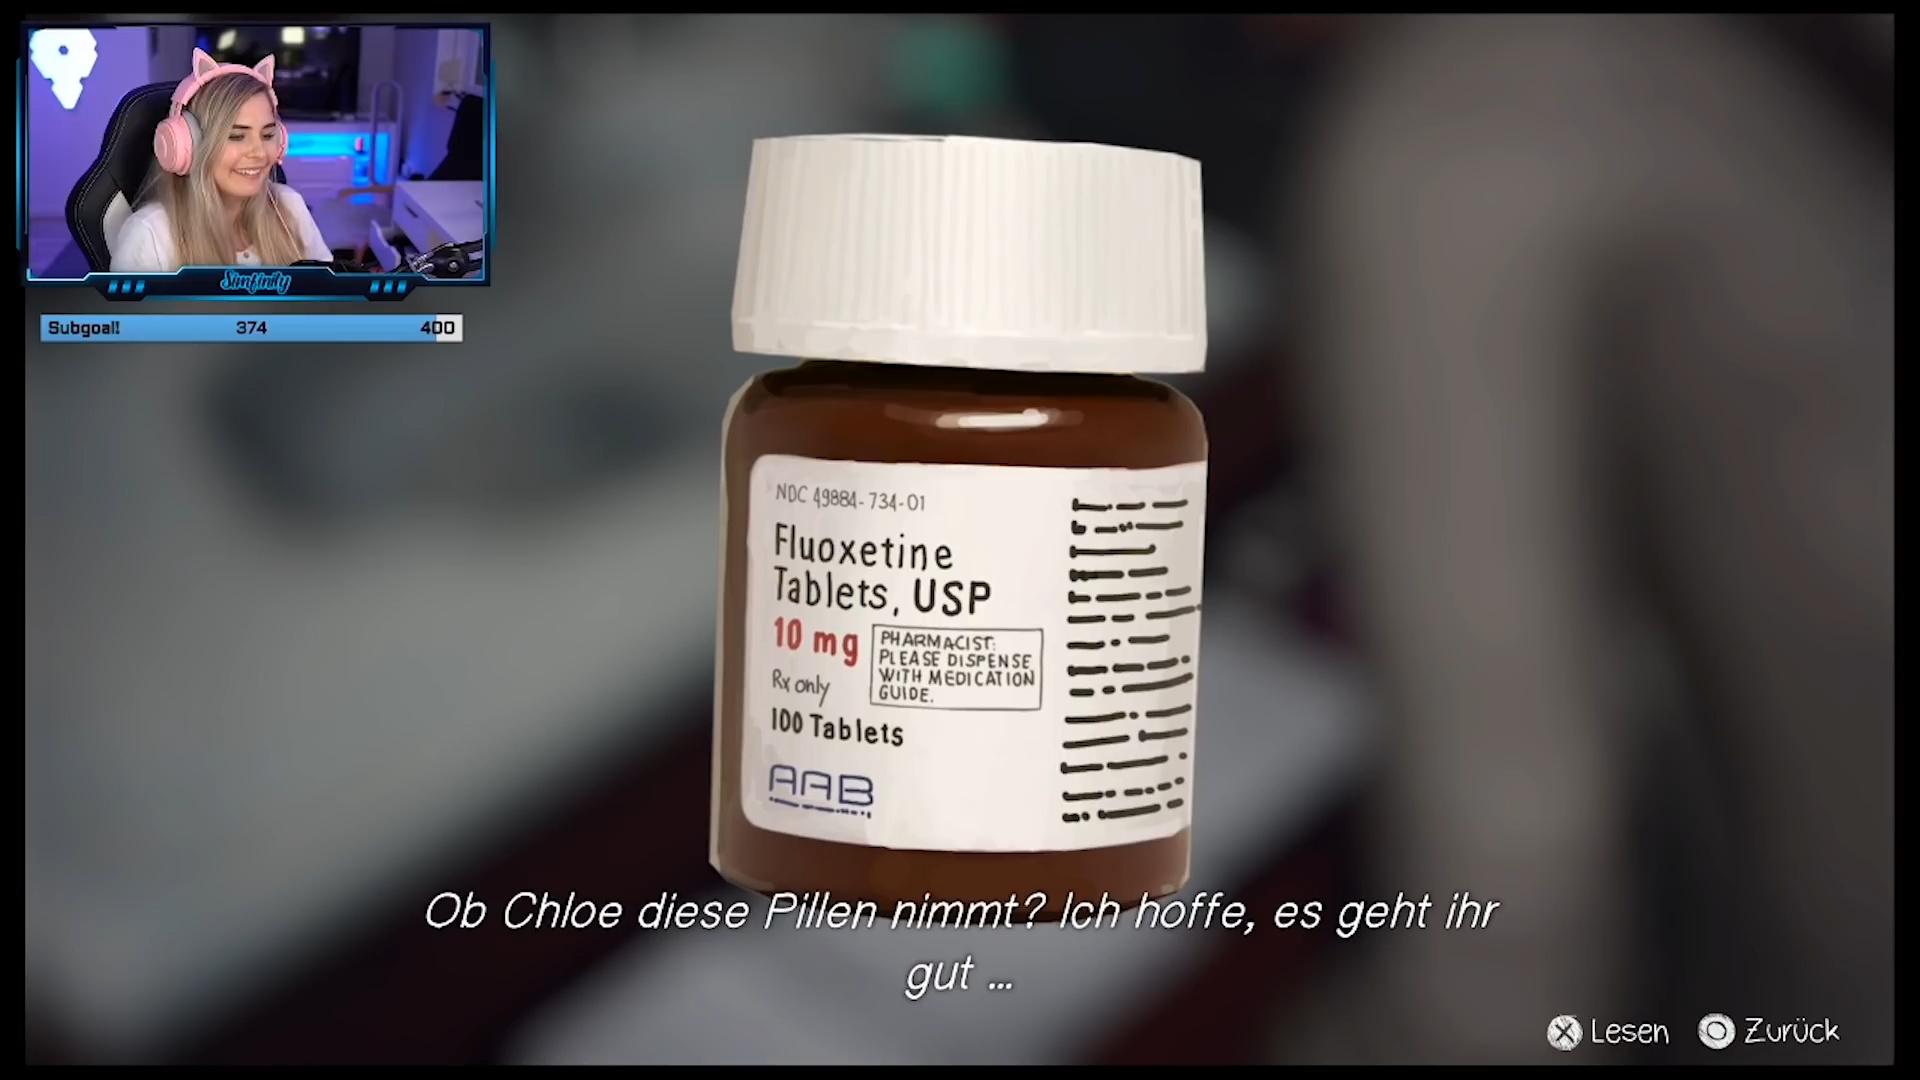 Simfinity
Subgoal! 374 400
NDC 49884-734-01
Fluoxetine
Tablets, USP
10 mg
PHARMACIST:
PLEASE DISPENSE
WITH MEDICATION
GUIDE.
Rx only
100 Tablets
AAB
Ob Chloe diese Pillen nimmt? Ich hoffe, es geht ihr
gut ...
Lesen Zurück